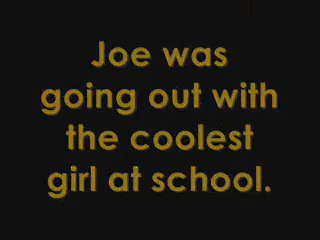 Joe was
going out with
the coolest
girl at school.